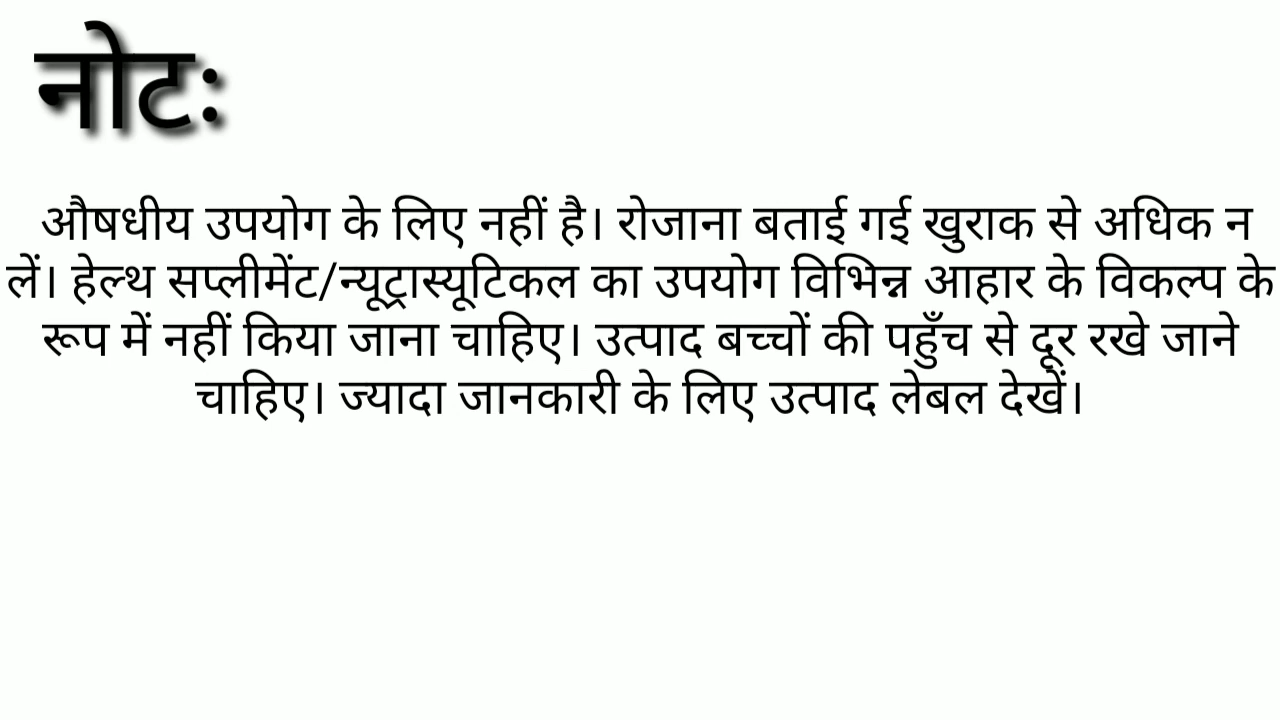 नोटः
औषधीय उपयोग के लिए नहीं है। रोजाना बताई गई खुराक से अधिक न
लें। हेल्थ सप्लीमेंट/न्यूट्रास्यूटिकल का उपयोग विभिन्न आहार के विकल्प के
रूप में नहीं किया जाना चाहिए। उत्पाद बच्चों की पहुँच से दूर रखे जाने
चाहिए। ज्यादा जानकारी के लिए उत्पाद लेबल देखें।